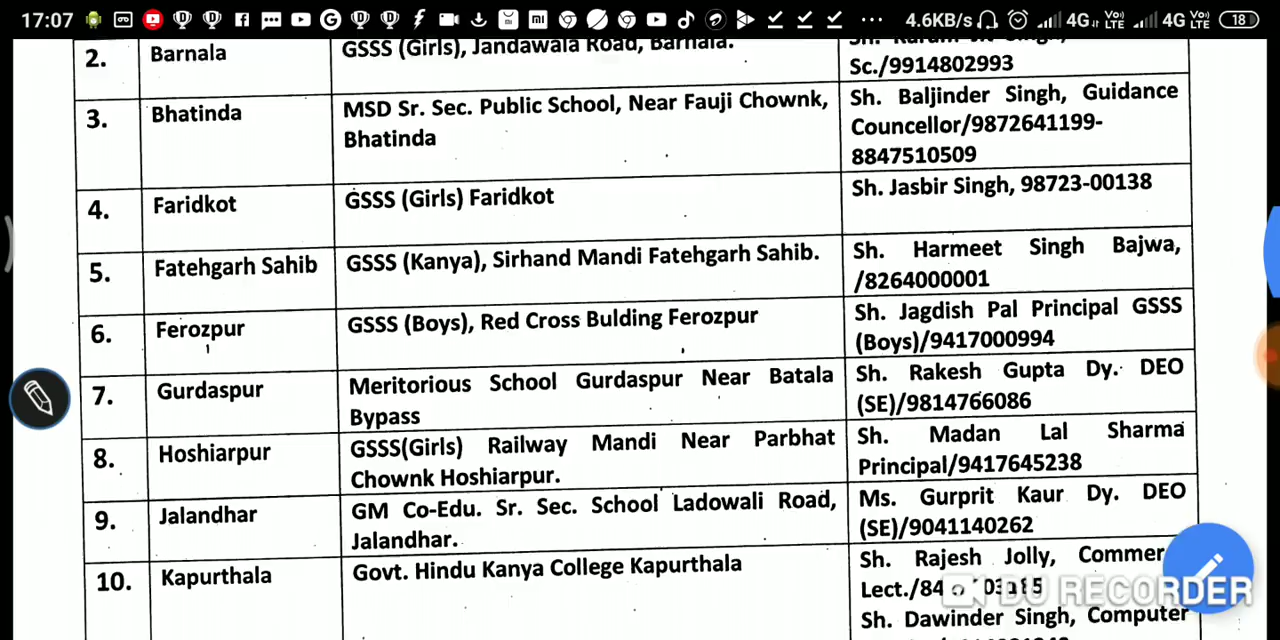 17:07 4.6KB/s 4G 4G 18
2. Barnala GSSS (Girls), Jandawala Road, Barnala.
Sc./9914802993
3. Bhatinda MSD Sr. Sec. Public School, Near Fauji Chownk,
Bhatinda
Sh. Baljinder Singh, Guidance
Councellor/9872641199-
8847510509
4. Faridkot GSSS (Girls) Faridkot
Sh. Jasbir Singh, 98723-00138
5. Fatehgarh Sahib GSSS (Kanya), Sirhand Mandi Fatehgarh Sahib.
Sh. Harmeet Singh Bajwa,
/8264000001
6. Ferozpur GSSS (Boys), Red Cross Bulding Ferozpur
Sh. Jagdish Pal Principal GSSS
(Boys)/9417000994
7. Gurdaspur Meritorious School Gurdaspur Near Batala
Bypass
Sh. Rakesh Gupta Dy. DEO
(SE)/9814766086
8. Hoshiarpur GSSS(Girls) Railway Mandi Near Parbhat
Chownk Hoshiarpur.
Sh. Madan Lal Sharma
Principal/9417645238
9. Jalandhar GM Co-Edu. Sr. Sec. School Ladowali Road,
Jalandhar.
Ms. Gurprit Kaur Dy. DEO
(SE)/9041140262
10. Kapurthala Govt. Hindu Kanya College Kapurthala
Sh. Rajesh Jolly,
Sh. Dawinder Singh, Computer
DU RECORDER